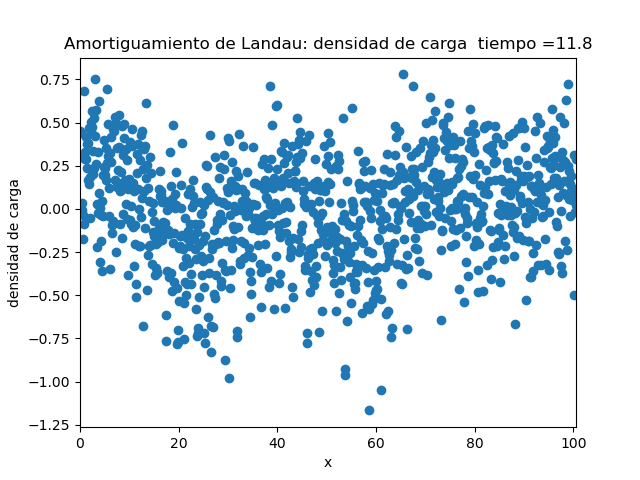 Amortiguamiento de Landau: densidad de carga  tiempo =11.8
0.75
0.50
0.25
0.00
−0.25
−0.50
−0.75
−1.00
−1.25
densidad de carga
0 20 40 60 80 100
x